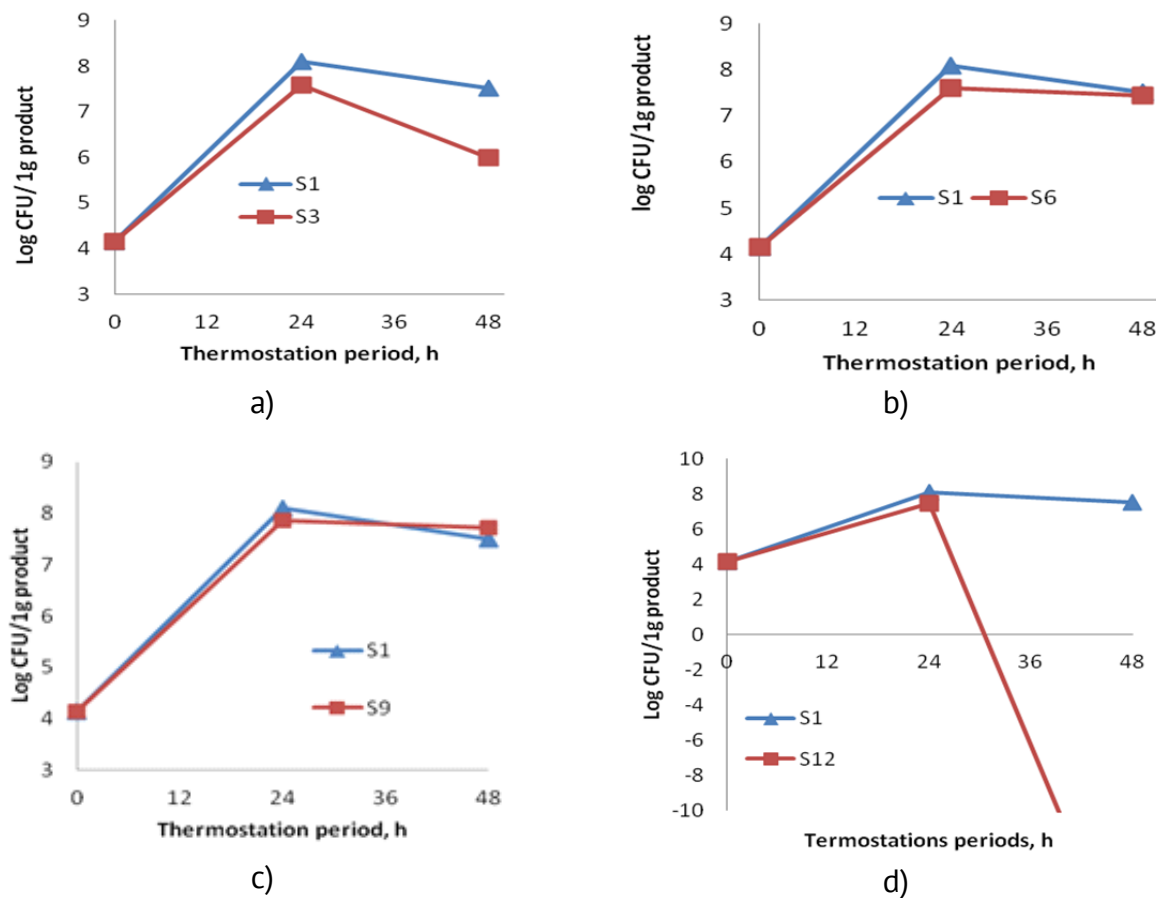 Log CFU/ 1g product
9
8
7
6
5
4
3
S1
S3
0 12 24 36 48
Thermostation period, h
a)
log CFU/1g product
9
8
7
6
5
4
3
S1 S6
0 12 24 36 48
Thermostation period, h
b)
Log CFU/1g product
9
8
7
6
5
4
3
S1
S9
0 12 24 36 48
Thermostation period, h
c)
Log CFU/1g product
10
8
6
4
2
0
-2
-4
-6
-8
-10
0 12 24 36 48
S1
S12
Termostations periods, h
d)